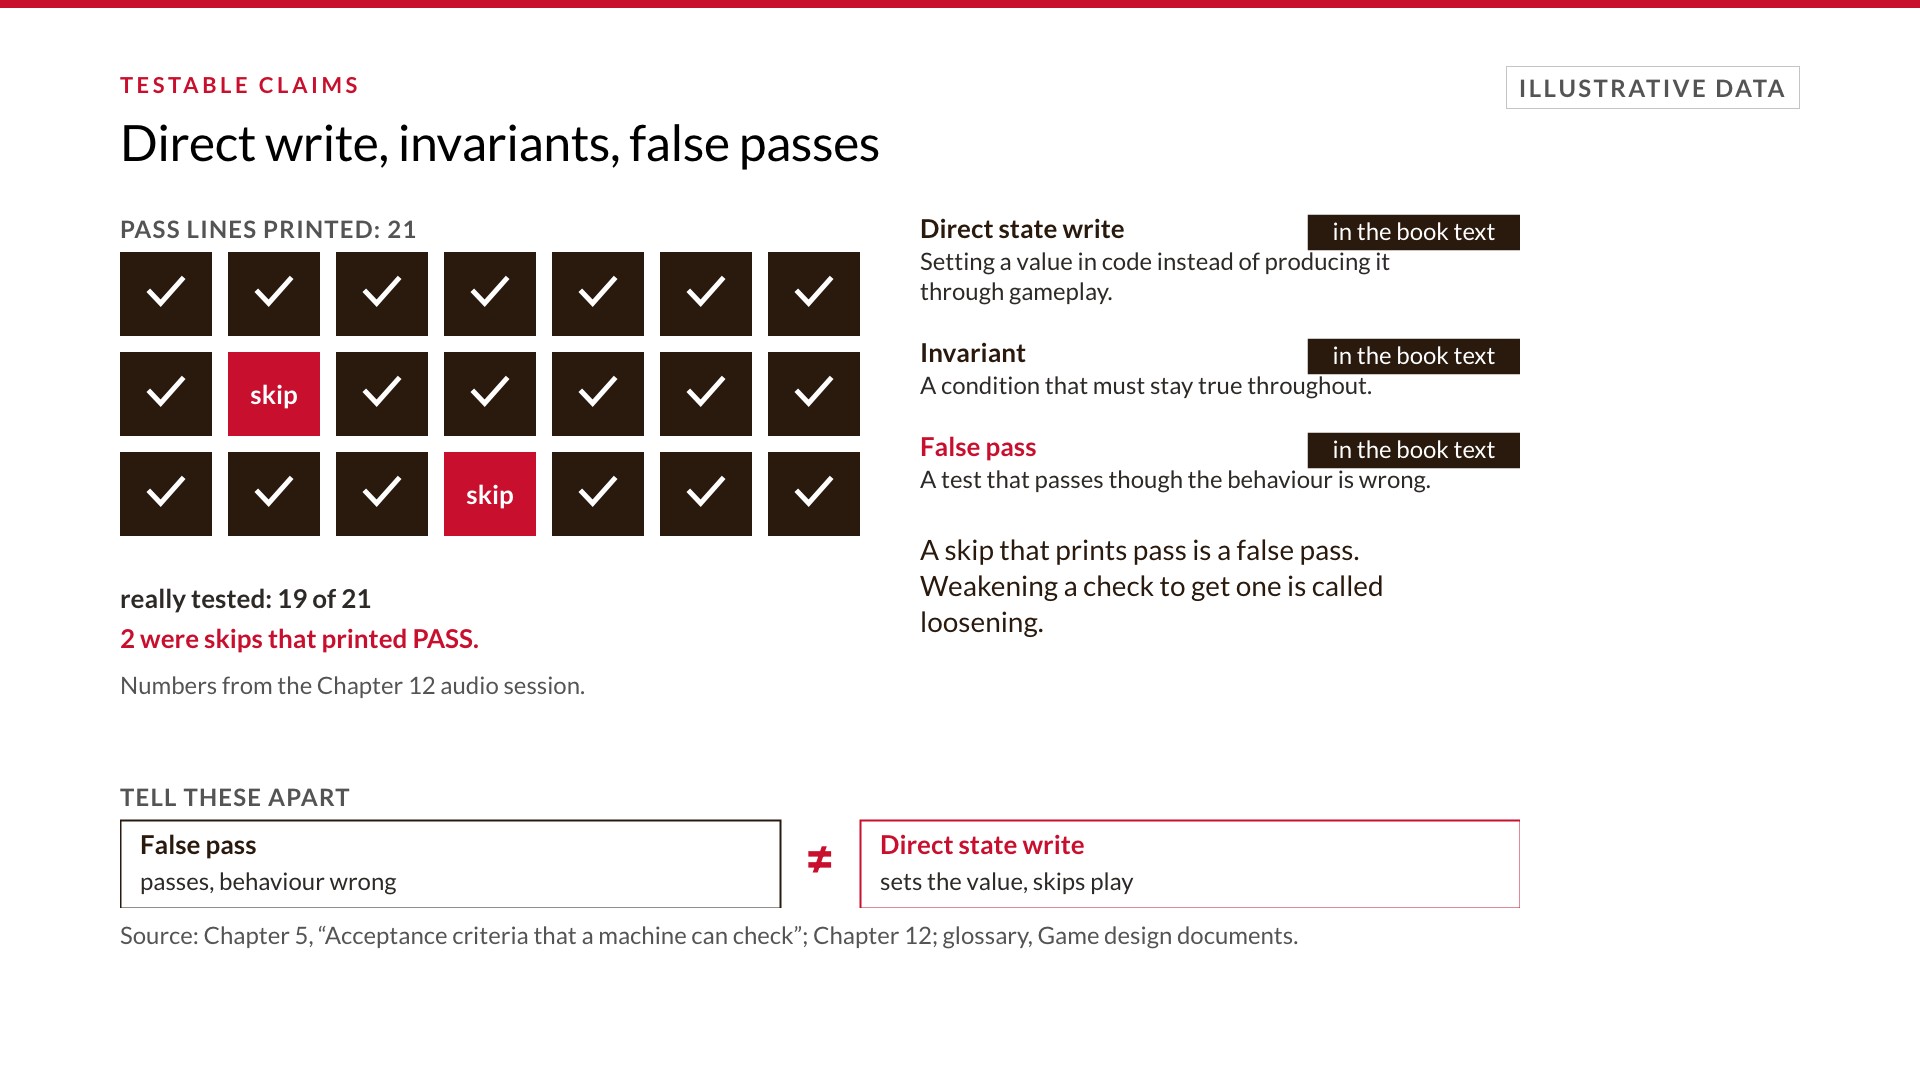 TESTABLE CLAIMS
ILLUSTRATIVE DATA
Direct write, invariants, false passes
PASS LINES PRINTED: 21
skip
skip
really tested: 19 of 21
2 were skips that printed PASS.
Numbers from the Chapter 12 audio session.
Direct state write
in the book text
Setting a value in code instead of producing it
through gameplay.
Invariant
in the book text
A condition that must stay true throughout.
False pass
in the book text
A test that passes though the behaviour is wrong.
A skip that prints pass is a false pass.
Weakening a check to get one is called
loosening.
TELL THESE APART
False pass
passes, behaviour wrong
≠
Direct state write
sets the value, skips play
Source: Chapter 5, “Acceptance criteria that a machine can check”; Chapter 12; glossary, Game design documents.